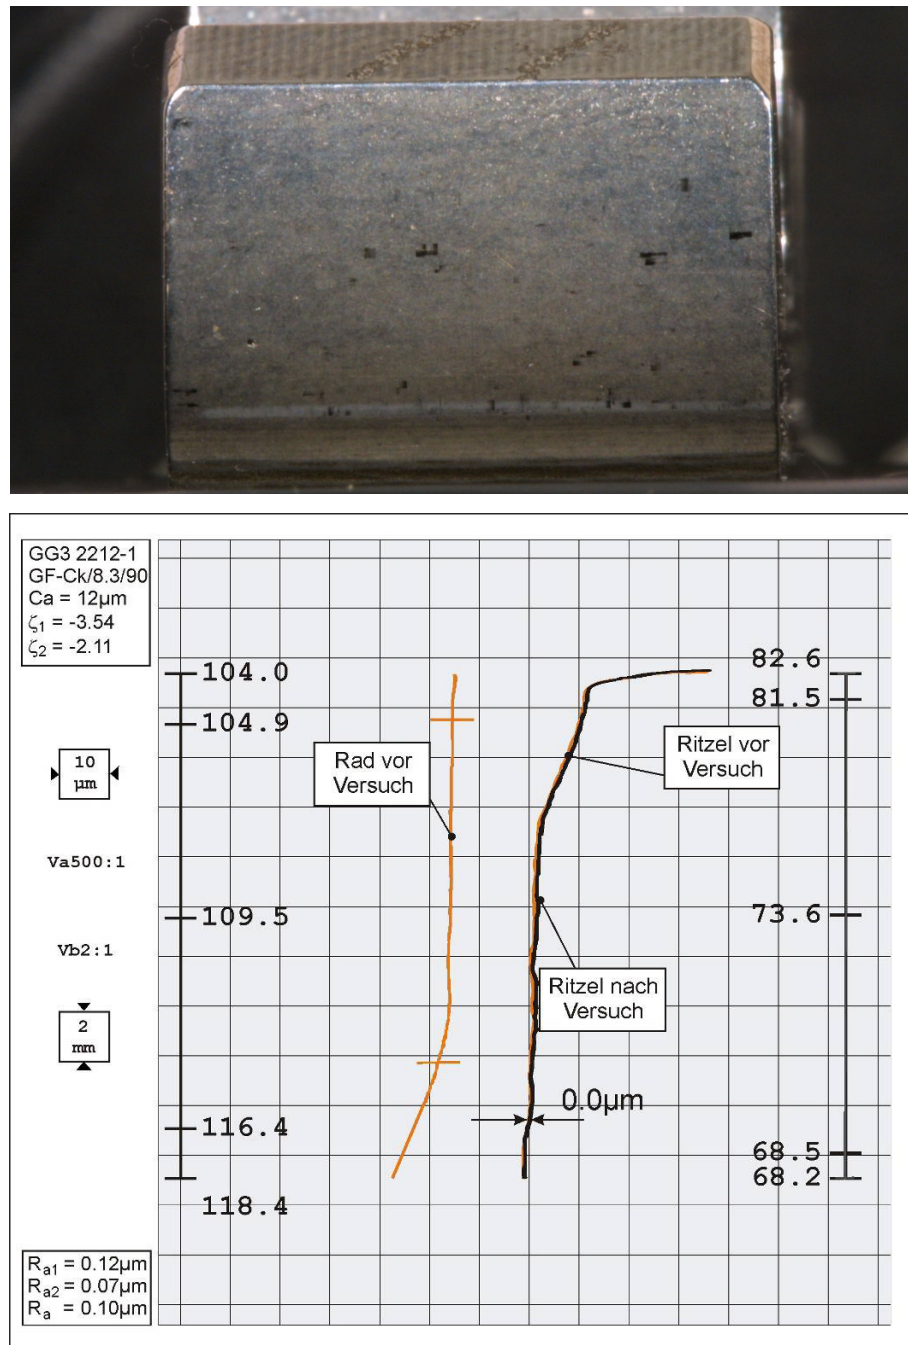 GG3 2212-1
GF-Ck/8.3/90
Ca = 12µm
ζ₁ = -3.54
ζ₂ = -2.11
104.0
104.9
109.5
116.4
118.4
10
µm
Va500:1
Vb2:1
2
mm
Rad vor
Versuch
Ritzel vor
Versuch
Ritzel nach
Versuch
0.0µm
82.6
81.5
73.6
68.5
68.2
Rₐ₁ = 0.12µm
Rₐ₂ = 0.07µm
Rₐ = 0.10µm